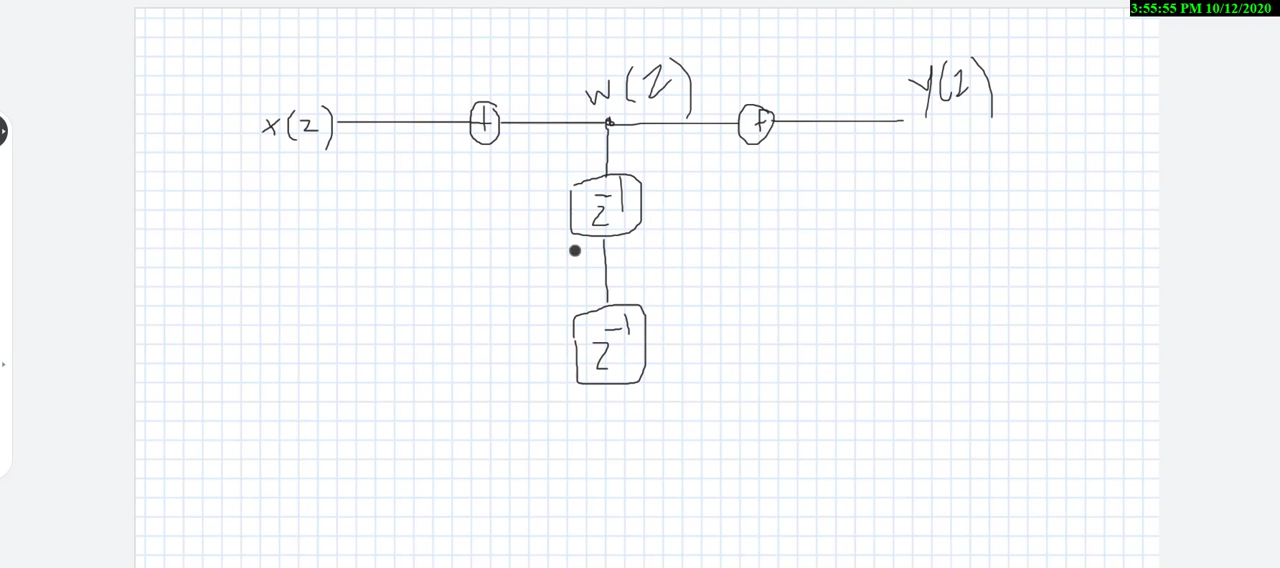 3:55:55 PM 10/12/2020
x(z) + W(z) + Y(z)
z⁻¹
z⁻¹